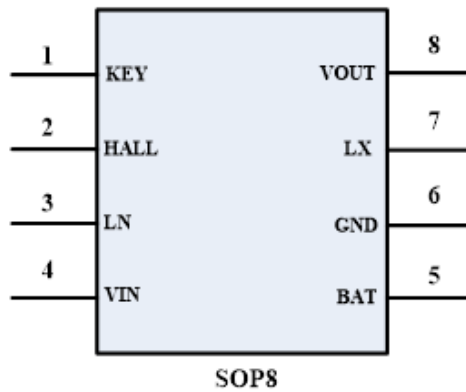 1 KEY VOUT 8
2 HALL LX 7
3 LN GND 6
4 VIN BAT 5
SOP8